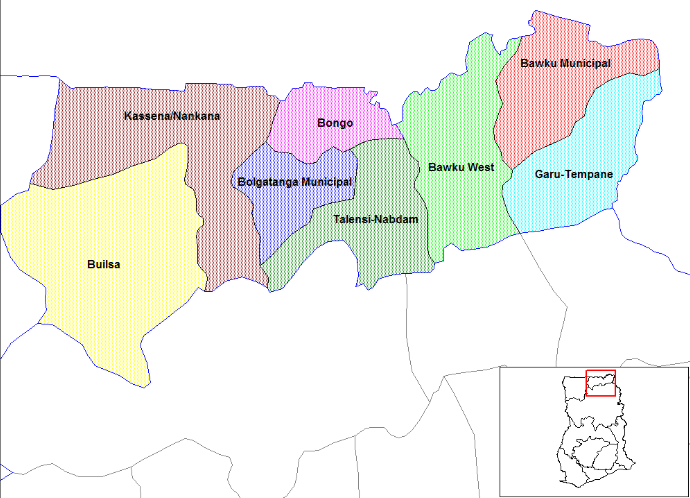 Bawku Municipal
Kassena/Nankana
Bongo
Bawku West
Garu-Tempane
Bolgatanga Municipal
Talensi-Nabdam
Builsa